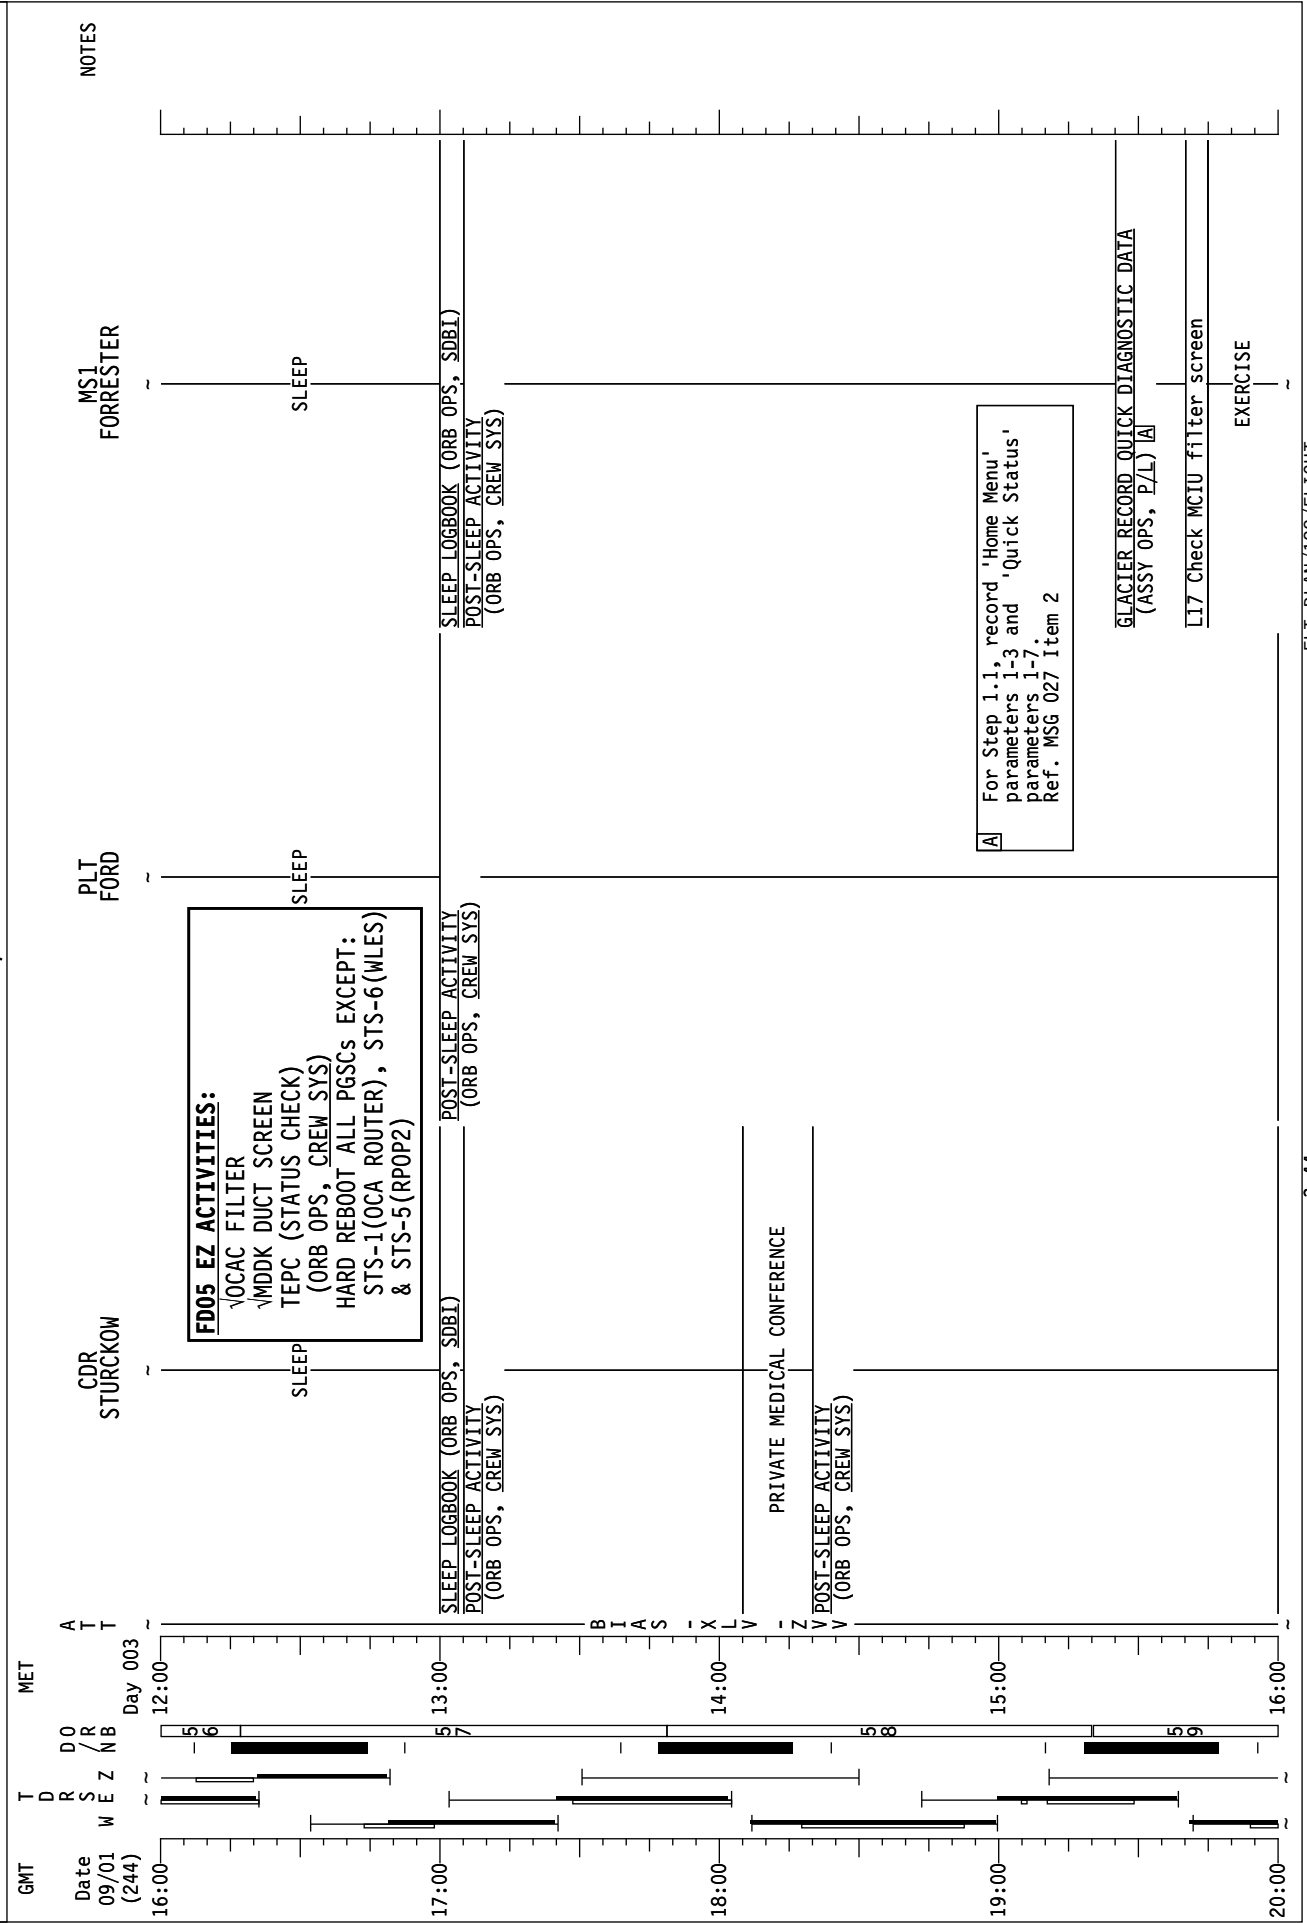 GMT
Date
09/01
(244)
T
D
R
S
W E Z
D O
/ R
N B
MET
Day 003
A
T
T
CDR
STURCKOW
PLT
FORD
MS1
FORRESTER
NOTES
16:00
17:00
18:00
19:00
20:00
56
57
58
59
12:00
13:00
14:00
15:00
16:00
~
~
~
~
~
~
~
BIAS -XLV -ZVV
~
~
~
~
~
SLEEP
SLEEP LOGBOOK (ORB OPS, SDBI)
POST-SLEEP ACTIVITY
(ORB OPS, CREW SYS)
PRIVATE MEDICAL CONFERENCE
POST-SLEEP ACTIVITY
(ORB OPS, CREW SYS)
FD05 EZ ACTIVITIES:
√OCAC FILTER
√MDDK DUCT SCREEN
TEPC (STATUS CHECK)
(ORB OPS, CREW SYS)
HARD REBOOT ALL PGSCs EXCEPT:
STS-1(OCA ROUTER), STS-6(WLES)
& STS-5(RPOP2)
SLEEP
POST-SLEEP ACTIVITY
(ORB OPS, CREW SYS)
A For Step 1.1, record 'Home Menu'
parameters 1-3 and 'Quick Status'
parameters 1-7.
Ref. MSG 027 Item 2
SLEEP
SLEEP LOGBOOK (ORB OPS, SDBI)
POST-SLEEP ACTIVITY
(ORB OPS, CREW SYS)
GLACIER RECORD QUICK DIAGNOSTIC DATA
(ASSY OPS, P/L) A
L17 Check MCIU filter screen
EXERCISE